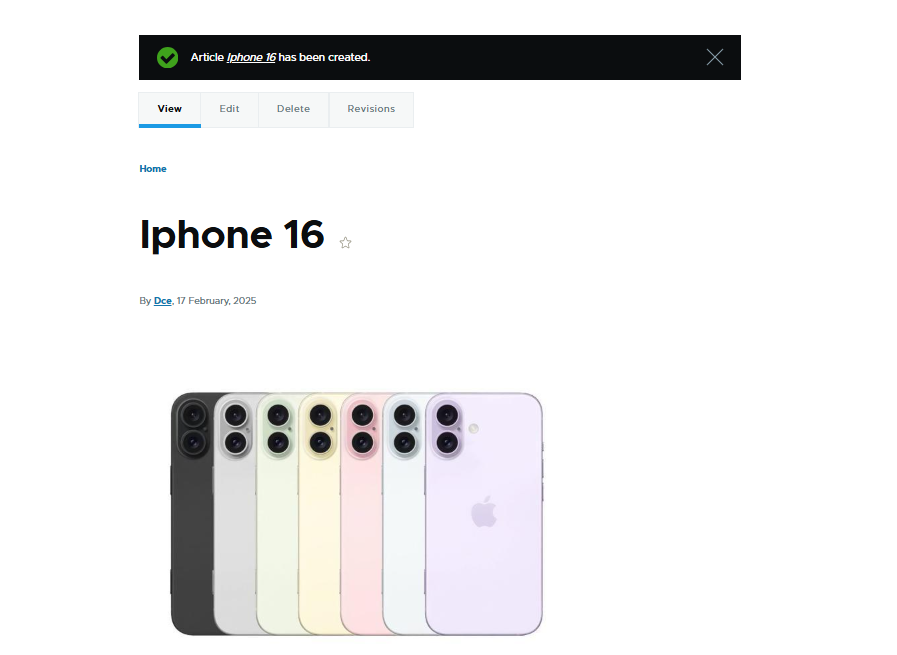 Article Iphone 16 has been created.
View Edit Delete Revisions
Home
Iphone 16
By Dce, 17 February, 2025